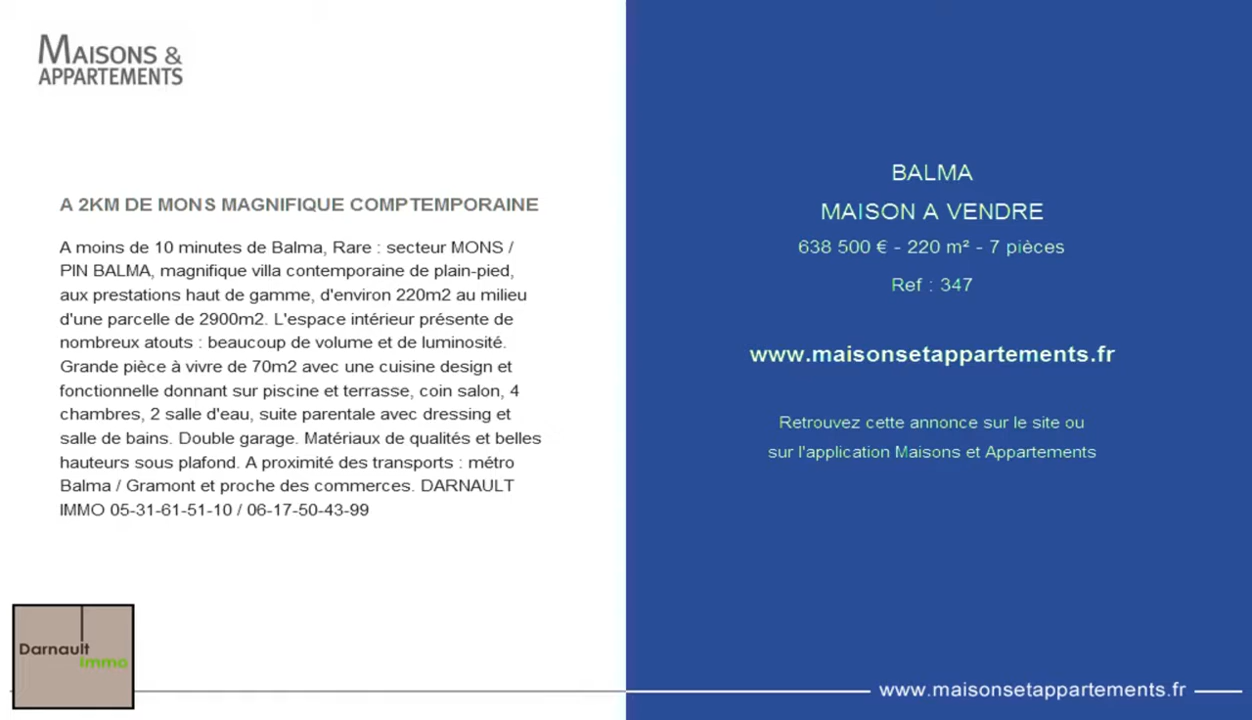 MAISONS &
APPARTEMENTS
A 2KM DE MONS MAGNIFIQUE COMPTEMPORAINE
A moins de 10 minutes de Balma, Rare : secteur MONS /
PIN BALMA, magnifique villa contemporaine de plain-pied,
aux prestations haut de gamme, d'environ 220m2 au milieu
d'une parcelle de 2900m2. L'espace intérieur présente de
nombreux atouts : beaucoup de volume et de luminosité.
Grande pièce à vivre de 70m2 avec une cuisine design et
fonctionnelle donnant sur piscine et terrasse, coin salon, 4
chambres, 2 salle d'eau, suite parentale avec dressing et
salle de bains. Double garage. Matériaux de qualités et belles
hauteurs sous plafond. A proximité des transports : métro
Balma / Gramont et proche des commerces. DARNAULT
IMMO 05-31-61-51-10 / 06-17-50-43-99
Darnault
immo
BALMA
MAISON A VENDRE
638 500 € - 220 m² - 7 pièces
Ref : 347
www.maisonsetappartements.fr
Retrouvez cette annonce sur le site ou
sur l'application Maisons et Appartements
www.maisonsetappartements.fr